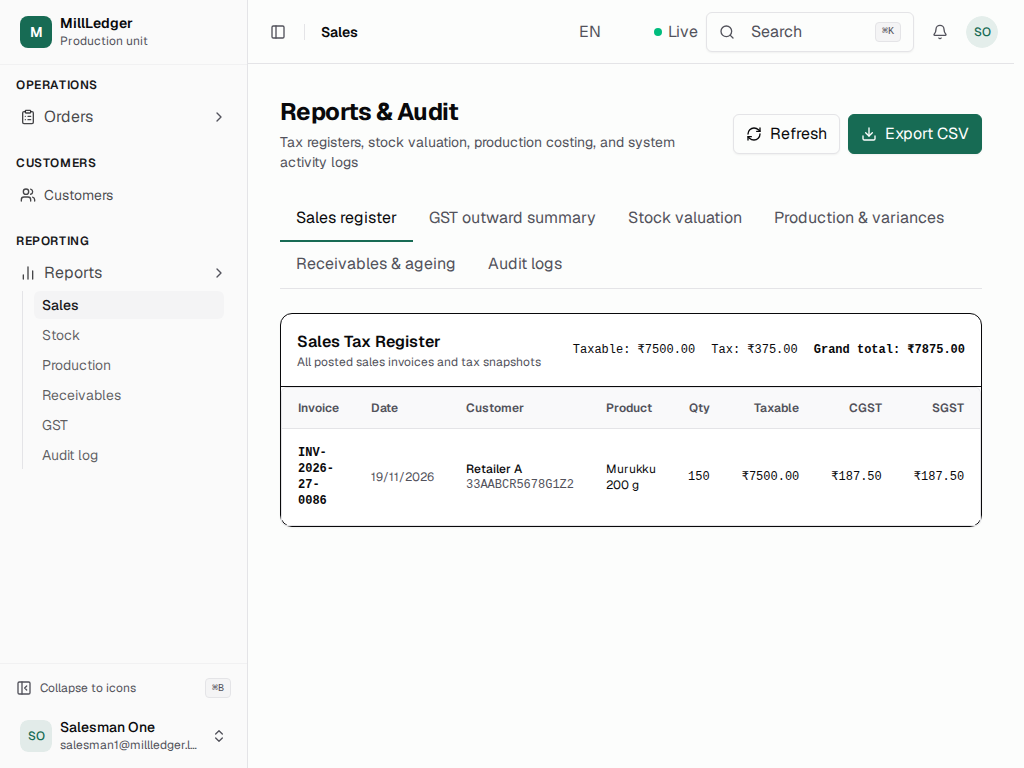 M
MillLedger
Production unit
OPERATIONS
Orders
CUSTOMERS
Customers
REPORTING
Reports
Sales
Stock
Production
Receivables
GST
Audit log
Collapse to icons ⌘B
SO
Salesman One
salesman1@millledger.l...
Sales
EN
Live
Search ⌘K
SO
Reports & Audit
Tax registers, stock valuation, production costing, and system
activity logs
Refresh
Export CSV
Sales register GST outward summary Stock valuation Production & variances
Receivables & ageing Audit logs
Sales Tax Register
All posted sales invoices and tax snapshots
Taxable: ₹7500.00 Tax: ₹375.00 Grand total: ₹7875.00
Invoice Date Customer Product Qty Taxable CGST SGST
INV-
2026-
27-
0086
19/11/2026
Retailer A
33AABCR5678G1Z2
Murukku
200 g
150 ₹7500.00 ₹187.50 ₹187.50